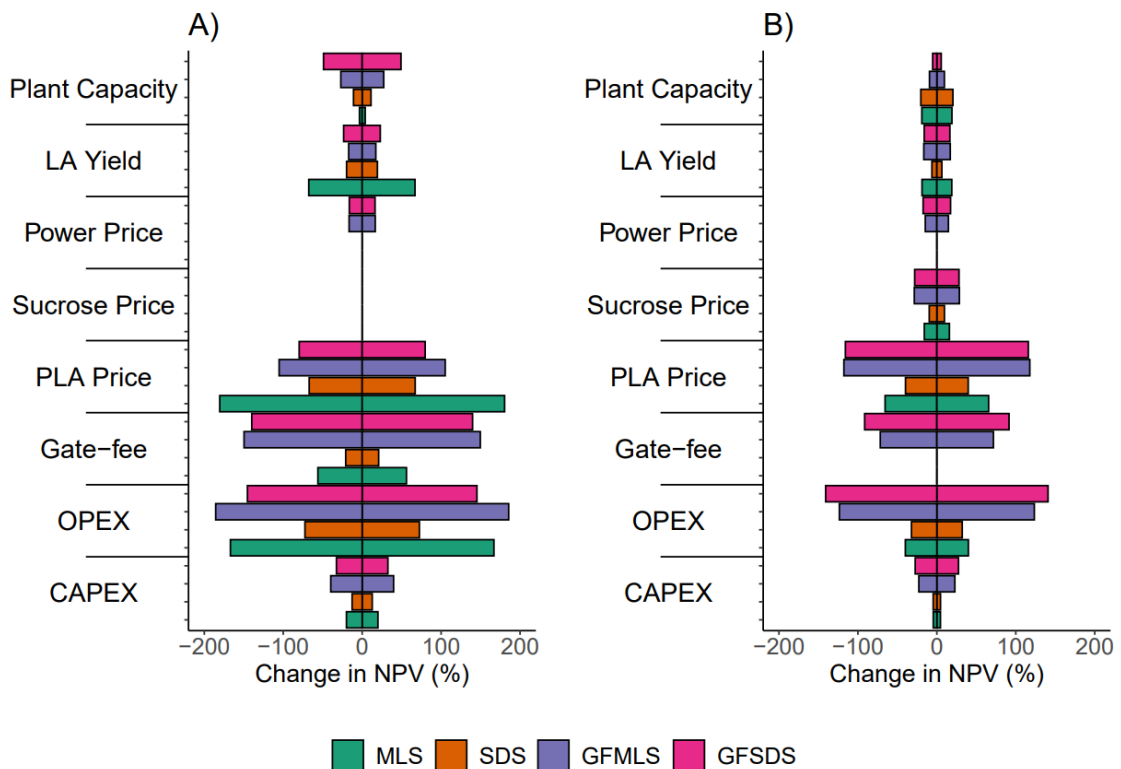 A)
Plant Capacity
LA Yield
Power Price
Sucrose Price
PLA Price
Gate−fee
OPEX
CAPEX
−200 −100 0 100 200
Change in NPV (%)
B)
Plant Capacity
LA Yield
Power Price
Sucrose Price
PLA Price
Gate−fee
OPEX
CAPEX
−200 −100 0 100 200
Change in NPV (%)
MLS SDS GFMLS GFSDS